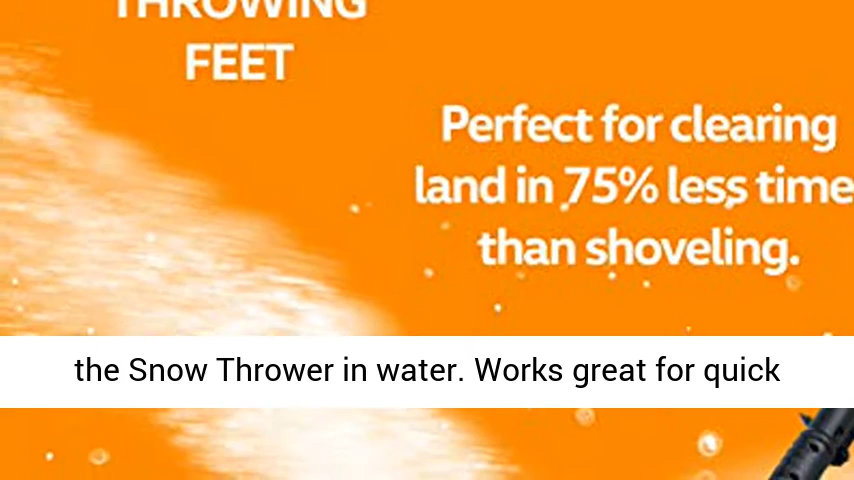 THROWING
FEET
Perfect for clearing
land in 75% less time
than shoveling.
the Snow Thrower in water. Works great for quick